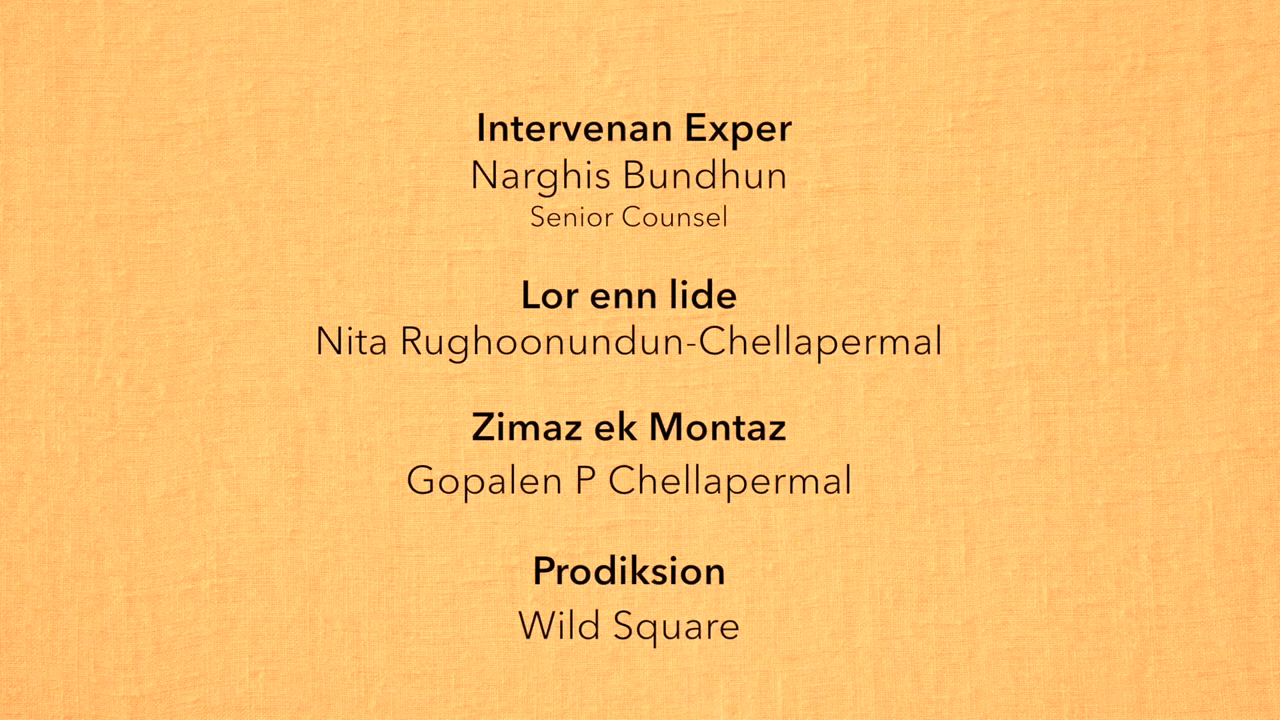 Intervenan Exper
Narghis Bundhun
Senior Counsel
Lor enn lide
Nita Rughoonundun-Chellapermal
Zimaz ek Montaz
Gopalen P Chellapermal
Prodiksion
Wild Square